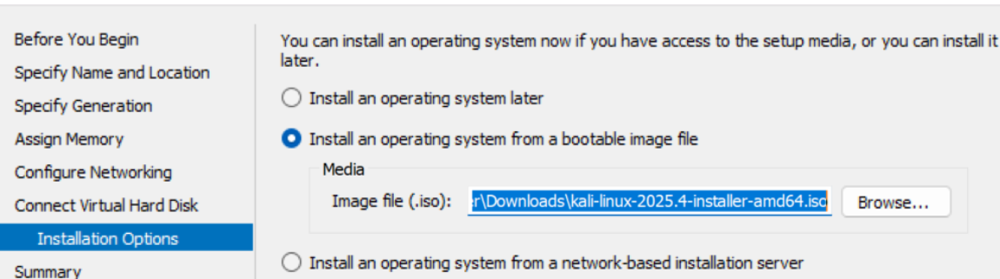 Before You Begin
Specify Name and Location
Specify Generation
Assign Memory
Configure Networking
Connect Virtual Hard Disk
Installation Options
Summary
You can install an operating system now if you have access to the setup media, or you can install it
later.
Install an operating system later
Install an operating system from a bootable image file
Media
Image file (.iso): r\Downloads\kali-linux-2025.4-installer-amd64.iso Browse...
Install an operating system from a network-based installation server